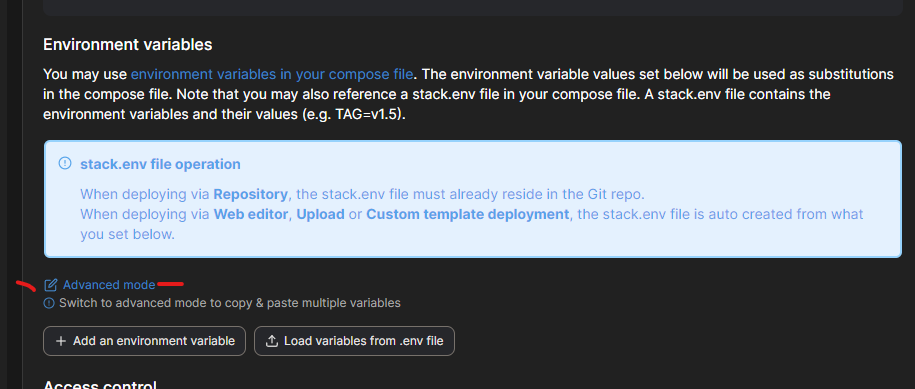 Environment variables
You may use environment variables in your compose file. The environment variable values set below will be used as substitutions
in the compose file. Note that you may also reference a stack.env file in your compose file. A stack.env file contains the
environment variables and their values (e.g. TAG=v1.5).
stack.env file operation
When deploying via Repository, the stack.env file must already reside in the Git repo.
When deploying via Web editor, Upload or Custom template deployment, the stack.env file is auto created from what
you set below.
Advanced mode
Switch to advanced mode to copy & paste multiple variables
+ Add an environment variable
Load variables from .env file
Access control